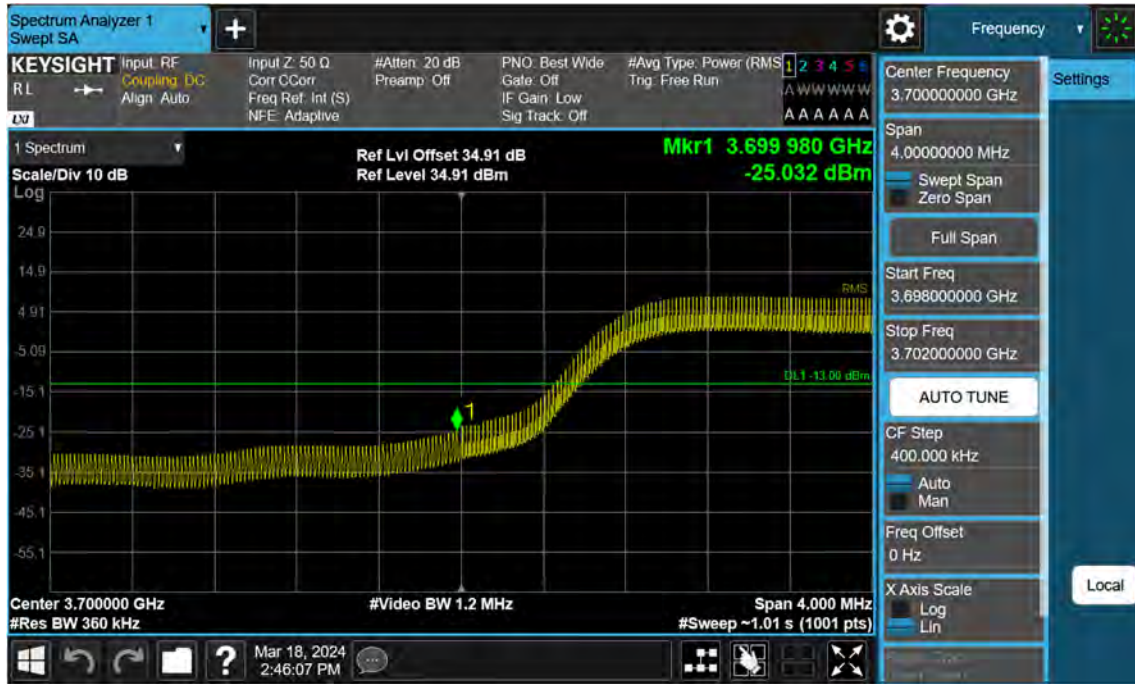 Spectrum Analyzer 1
Swept SA
+
Frequency
KEYSIGHT
RL
LXI
Input: RF
Coupling: DC
Align: Auto
Input Z: 50 Ω
Corr CCorr
Freq Ref: Int (S)
NFE: Adaptive
#Atten: 20 dB
Preamp: Off
PNO: Best Wide
Gate: Off
IF Gain: Low
Sig Track: Off
#Avg Type: Power (RMS
Trig: Free Run
1 2 3 4 5 6
A W W W W W
A A A A A A
Center Frequency
3.700000000 GHz
Settings
1 Spectrum
Scale/Div 10 dB
Ref Lvl Offset 34.91 dB
Ref Level 34.91 dBm
Mkr1 3.699 980 GHz
-25.032 dBm
Span
4.00000000 MHz
Swept Span
Zero Span
Full Span
Start Freq
3.698000000 GHz
Stop Freq
3.702000000 GHz
AUTO TUNE
CF Step
400.000 kHz
Auto
Man
Freq Offset
0 Hz
X Axis Scale
Log
Lin
Local
Log
24.9
14.9
4.91
-5.09
-15.1
-25.1
-35.1
-45.1
-55.1
RMS
DL1 -13.00 dBm
1
Center 3.700000 GHz
#Res BW 360 kHz
#Video BW 1.2 MHz
Span 4.000 MHz
#Sweep ~1.01 s (1001 pts)
?
Mar 18, 2024
2:46:07 PM